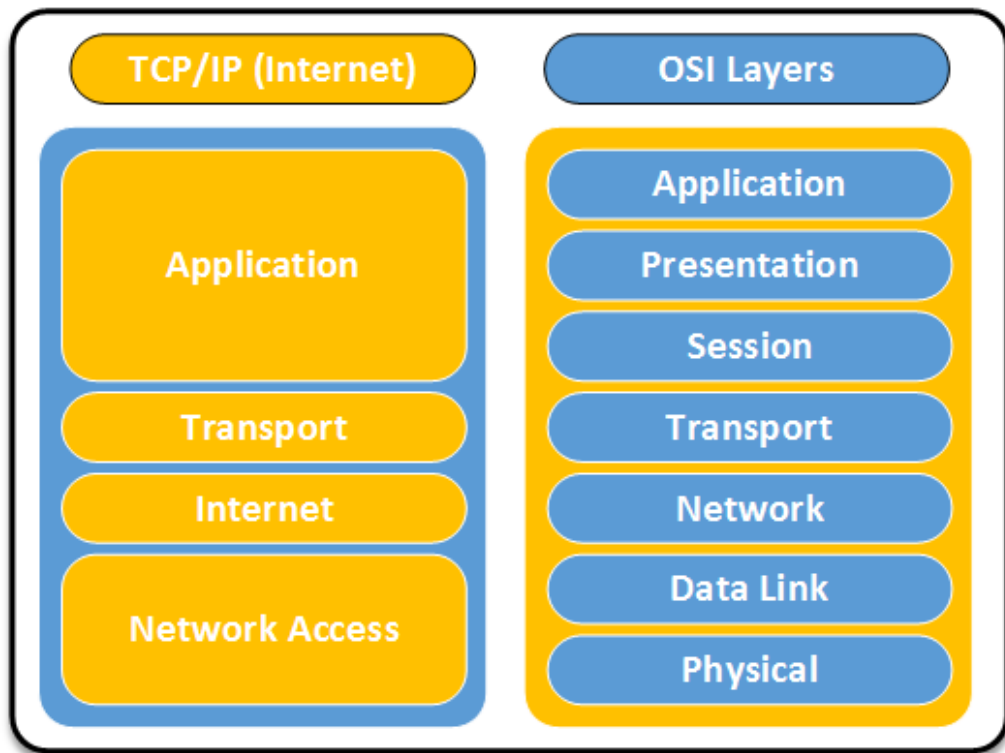 TCP/IP (Internet)
Application
Transport
Internet
Network Access
OSI Layers
Application
Presentation
Session
Transport
Network
Data Link
Physical